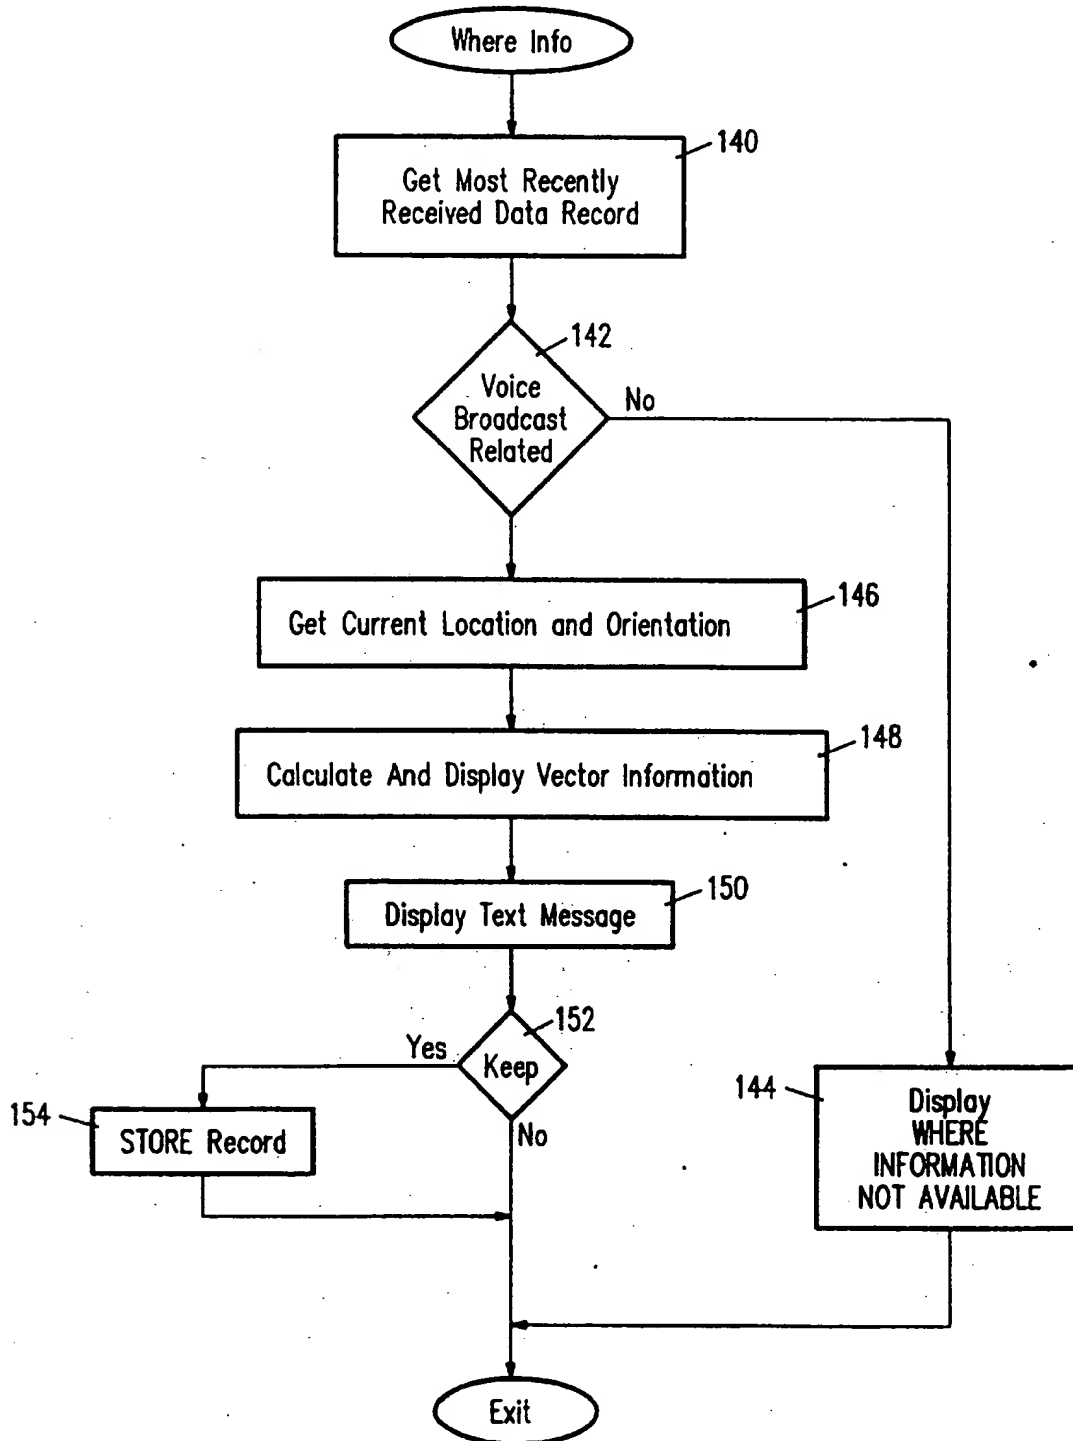 Where Info
140
Get Most Recently
Received Data Record
142
Voice
Broadcast
Related
No
146
Get Current Location and Orientation
148
Calculate And Display Vector Information
150
Display Text Message
152
Yes
Keep
No
154
STORE Record
144
Display
WHERE
INFORMATION
NOT AVAILABLE
Exit